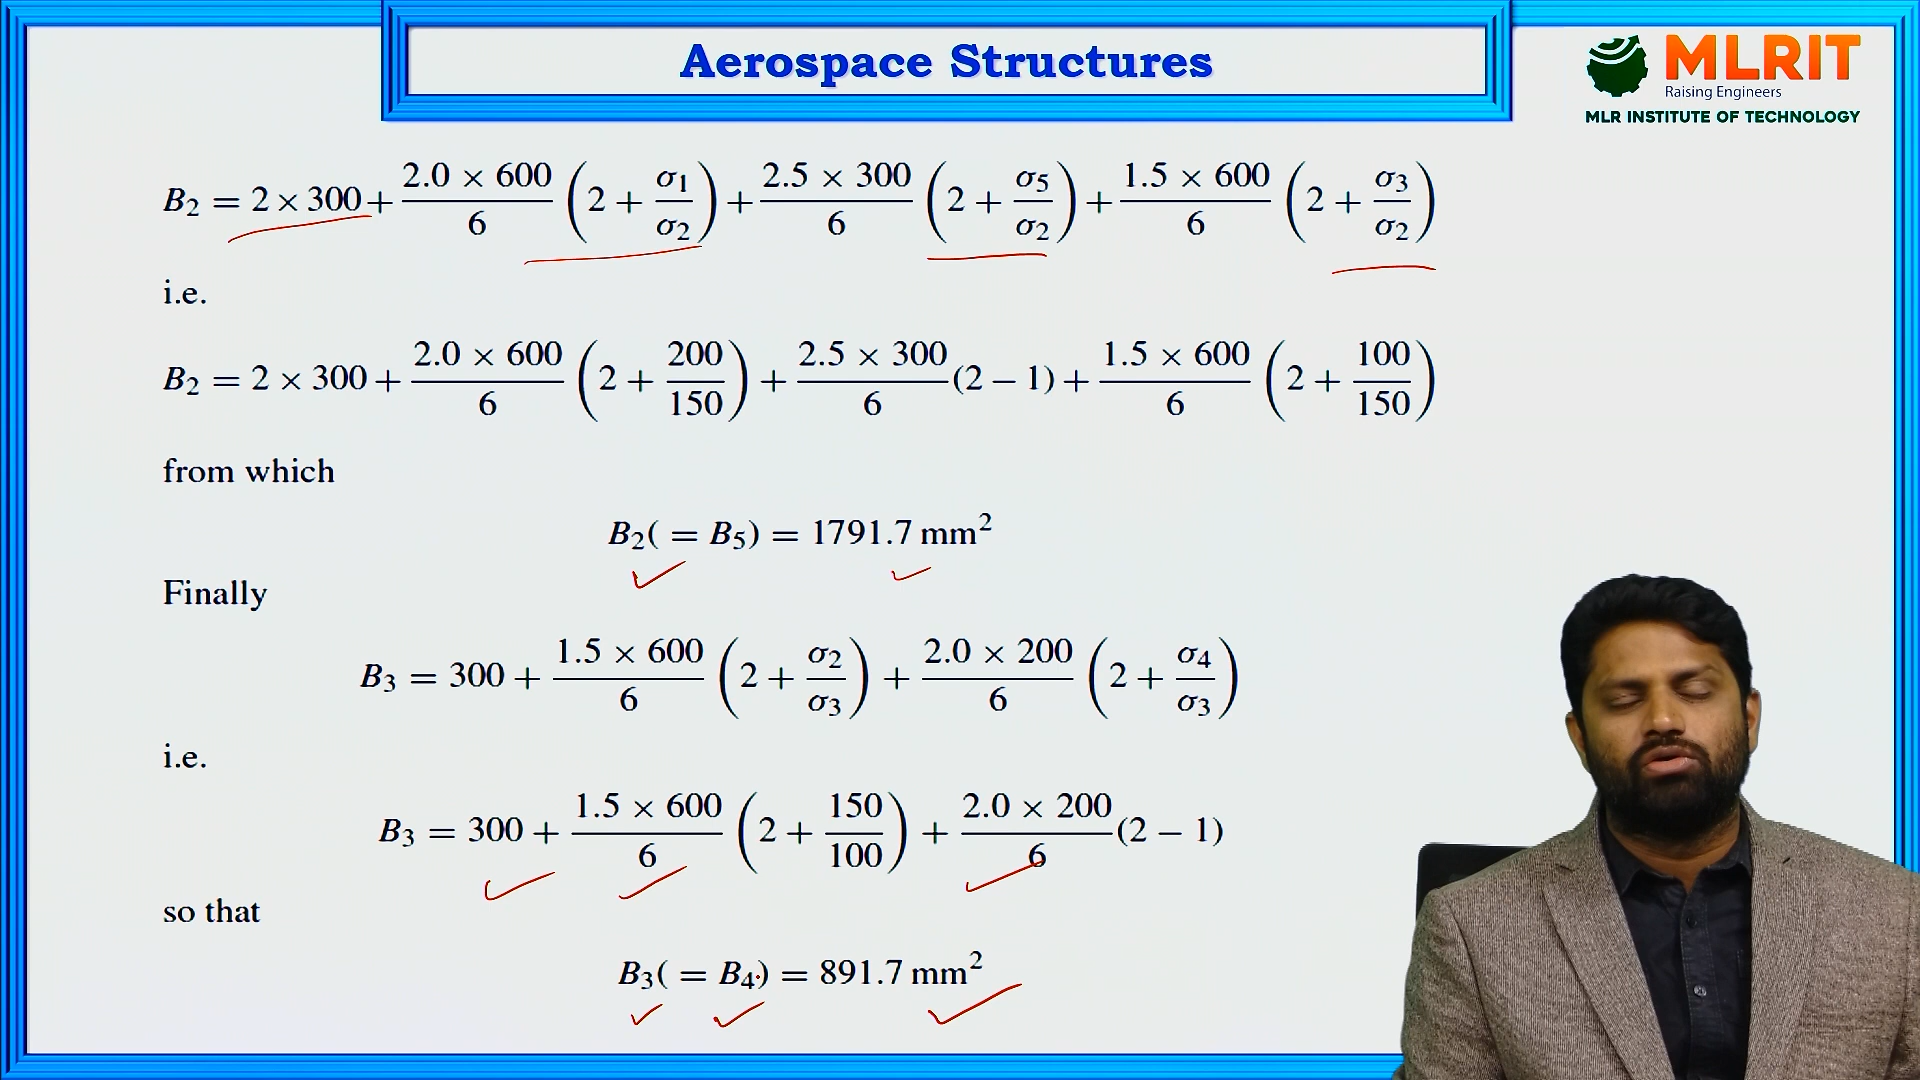 Aerospace Structures
MLRIT
Raising Engineers
MLR INSTITUTE OF TECHNOLOGY
B₂ = 2 × 300 + (2.0 × 600)/6 (2 + σ₁/σ₂) + (2.5 × 300)/6 (2 + σ₅/σ₂) + (1.5 × 600)/6 (2 + σ₃/σ₂)
i.e.
B₂ = 2 × 300 + (2.0 × 600)/6 (2 + 200/150) + (2.5 × 300)/6 (2 − 1) + (1.5 × 600)/6 (2 + 100/150)
from which
B₂( = B₅) = 1791.7 mm²
Finally
B₃ = 300 + (1.5 × 600)/6 (2 + σ₂/σ₃) + (2.0 × 200)/6 (2 + σ₄/σ₃)
i.e.
B₃ = 300 + (1.5 × 600)/6 (2 + 150/100) + (2.0 × 200)/6 (2 − 1)
so that
B₃( = B₄) = 891.7 mm²